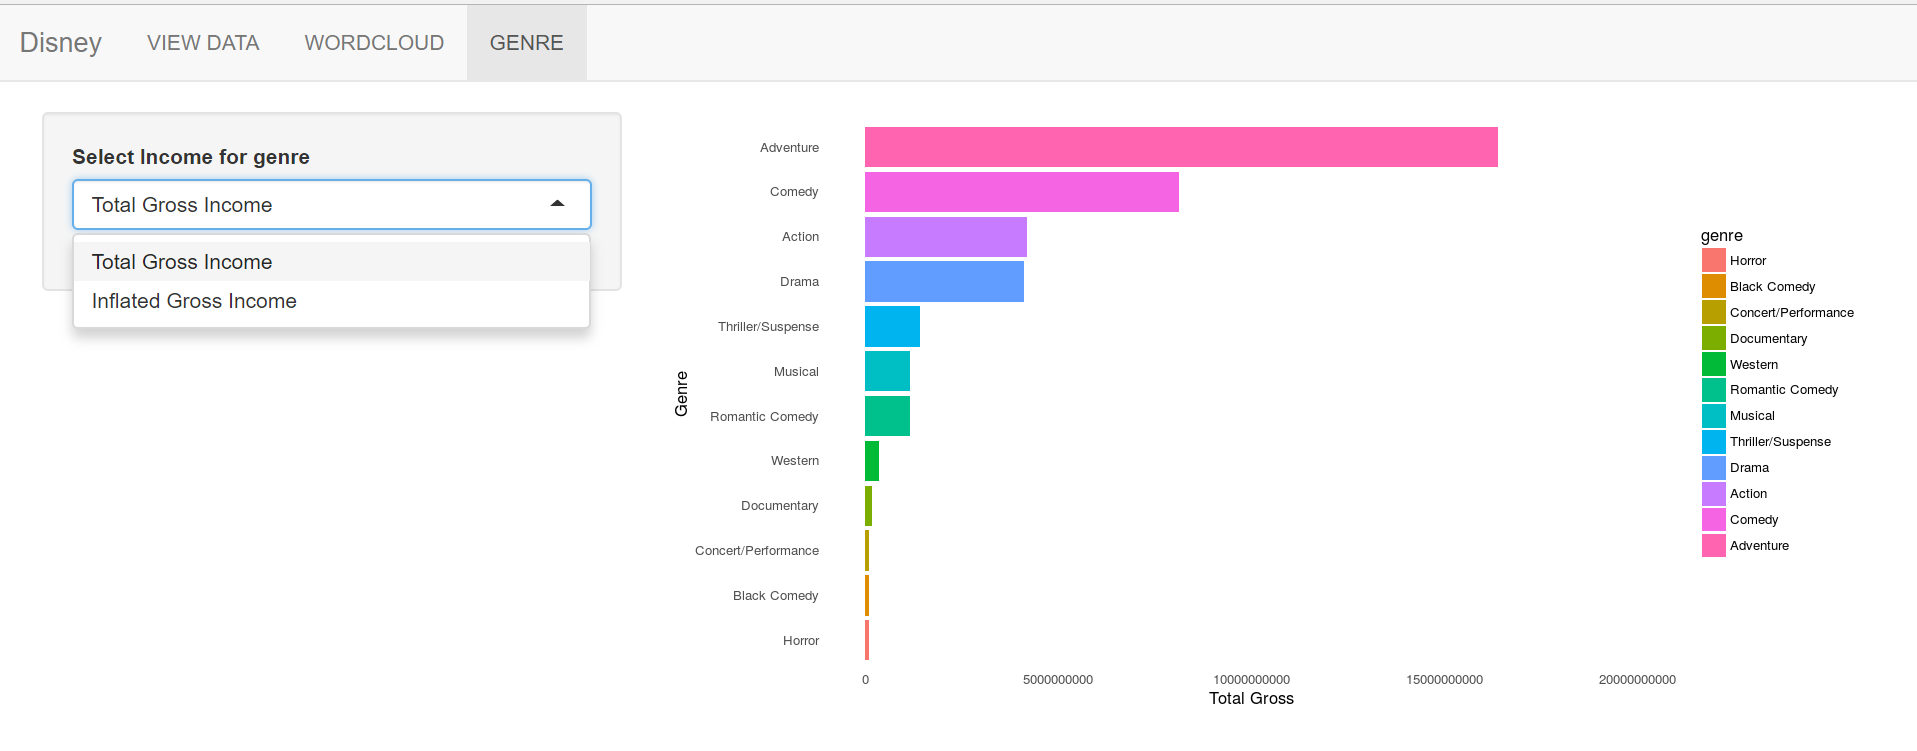 Disney VIEW DATA WORDCLOUD GENRE
Select Income for genre
Total Gross Income
Total Gross Income
Inflated Gross Income
Genre
Adventure
Comedy
Action
Drama
Thriller/Suspense
Musical
Romantic Comedy
Western
Documentary
Concert/Performance
Black Comedy
Horror
0 5000000000 10000000000 15000000000 20000000000
Total Gross
genre
Horror
Black Comedy
Concert/Performance
Documentary
Western
Romantic Comedy
Musical
Thriller/Suspense
Drama
Action
Comedy
Adventure